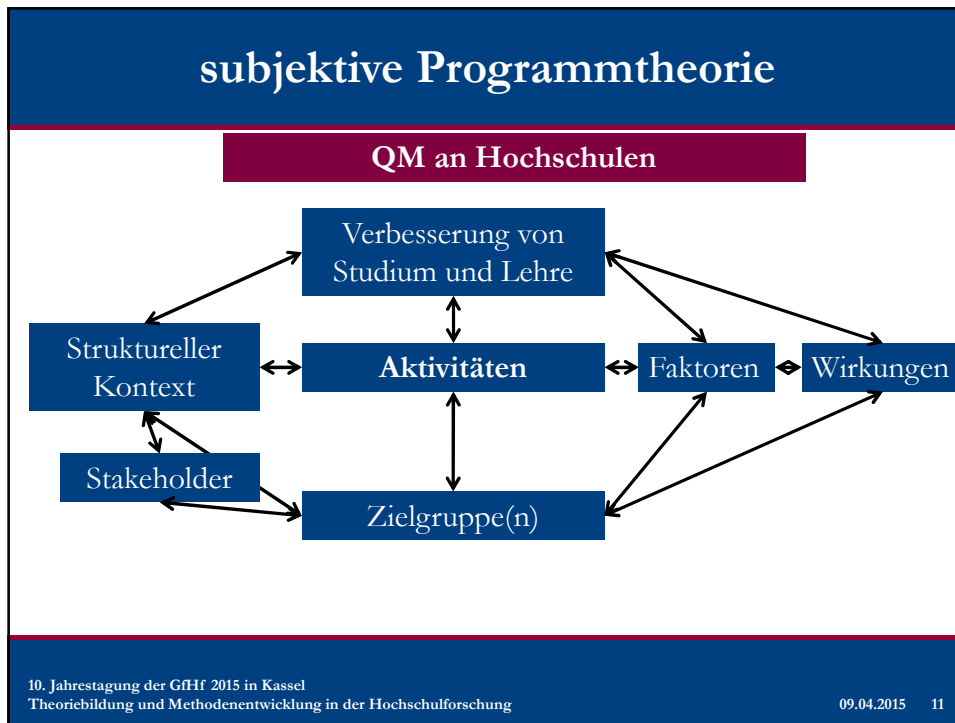 subjektive Programmtheorie
QM an Hochschulen
Verbesserung von
Studium und Lehre
Struktureller
Kontext
Aktivitäten
Faktoren
Wirkungen
Stakeholder
Zielgruppe(n)
10. Jahrestagung der GfHf 2015 in Kassel
Theoriebildung und Methodenentwicklung in der Hochschulforschung
09.04.2015 11